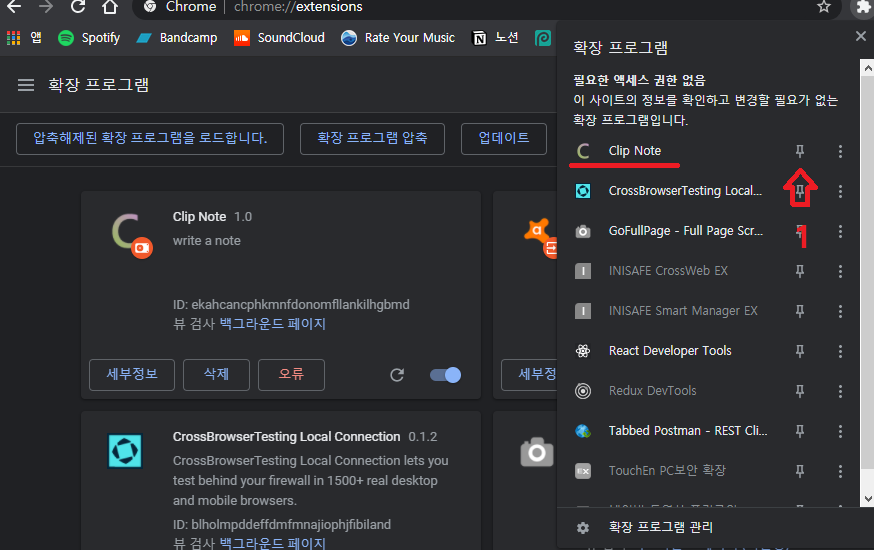 Chrome | chrome://extensions
앱 Spotify Bandcamp SoundCloud Rate Your Music 노션
확장 프로그램
압축해제된 확장 프로그램을 로드합니다. 확장 프로그램 압축 업데이트
Clip Note 1.0
write a note
ID: ekahcancphkmnfdonomfllankilhgbmd
뷰 검사 백그라운드 페이지
세부정보 삭제 오류
세부정
CrossBrowserTesting Local Connection 0.1.2
CrossBrowserTesting Local Connection lets you
test behind your firewall in 1500+ real desktop
and mobile browsers.
ID: blholmpddeffdmfmnajiophjfibiland
뷰 검사 백그라운드 페이지
확장 프로그램
필요한 액세스 권한 없음
이 사이트의 정보를 확인하고 변경할 필요가 없는
확장 프로그램입니다.
Clip Note
CrossBrowserTesting Local...
GoFullPage - Full Page Scr...
1
INISAFE CrossWeb EX
INISAFE Smart Manager EX
React Developer Tools
Redux DevTools
Tabbed Postman - REST Cli...
EX TouchEn PC보안 확장
확장 프로그램 관리